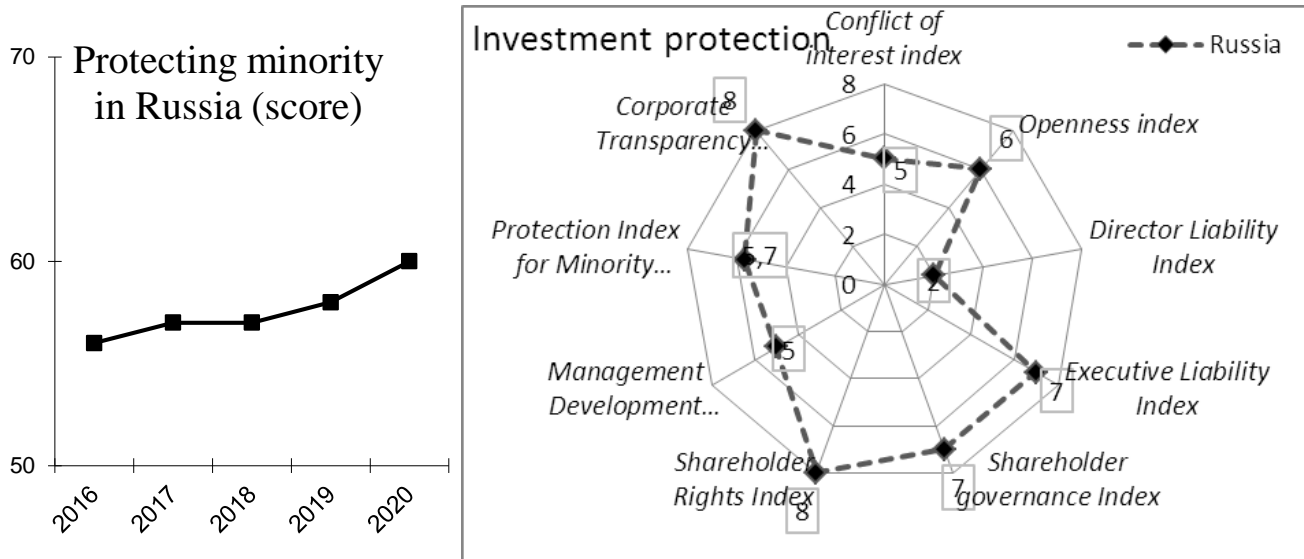 Protecting minority
in Russia (score)
70
60
50
2016
2017
2018
2019
2020
Investment protection
Russia
Conflict of
interest index
Openness index
Director Liability
Index
Executive Liability
Index
Shareholder
governance Index
Shareholder
Rights Index
Management
Development...
Protection Index
for Minority...
Corporate
Transparency...
8
6
4
2
0
5
6
2
7
7
8
5
5,7
8